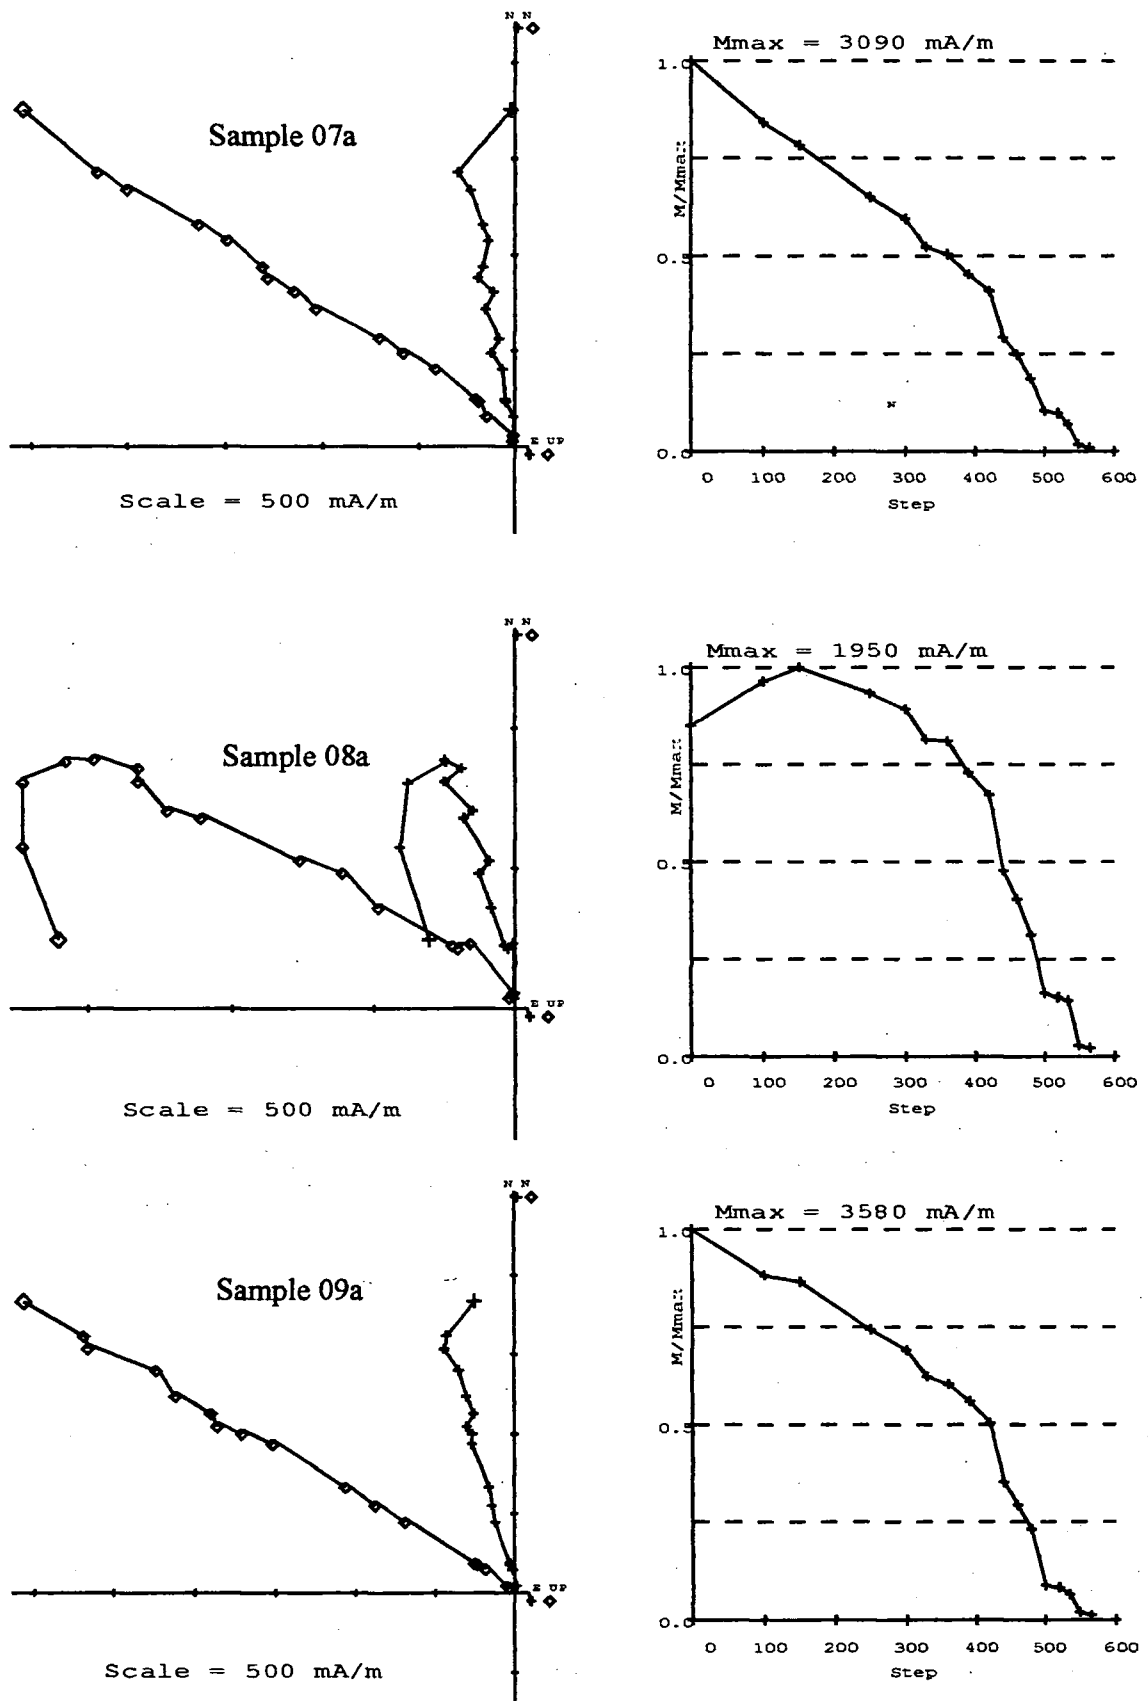 N N
Mmax = 3090 mA/m
1.0
Sample 07a
M/Mmax
0.5
N
E UP
0.0
0 100 200 300 400 500 600
Scale = 500 mA/m
Step
N N
Mmax = 1950 mA/m
1.0
Sample 08a
M/Mmax
0.5
E UP
0.0
0 100 200 300 400 500 600
Scale = 500 mA/m
Step
N N
Mmax = 3580 mA/m
1.0
Sample 09a
M/Mmax
0.5
E UP
0.0
0 100 200 300 400 500 600
Scale = 500 mA/m
Step